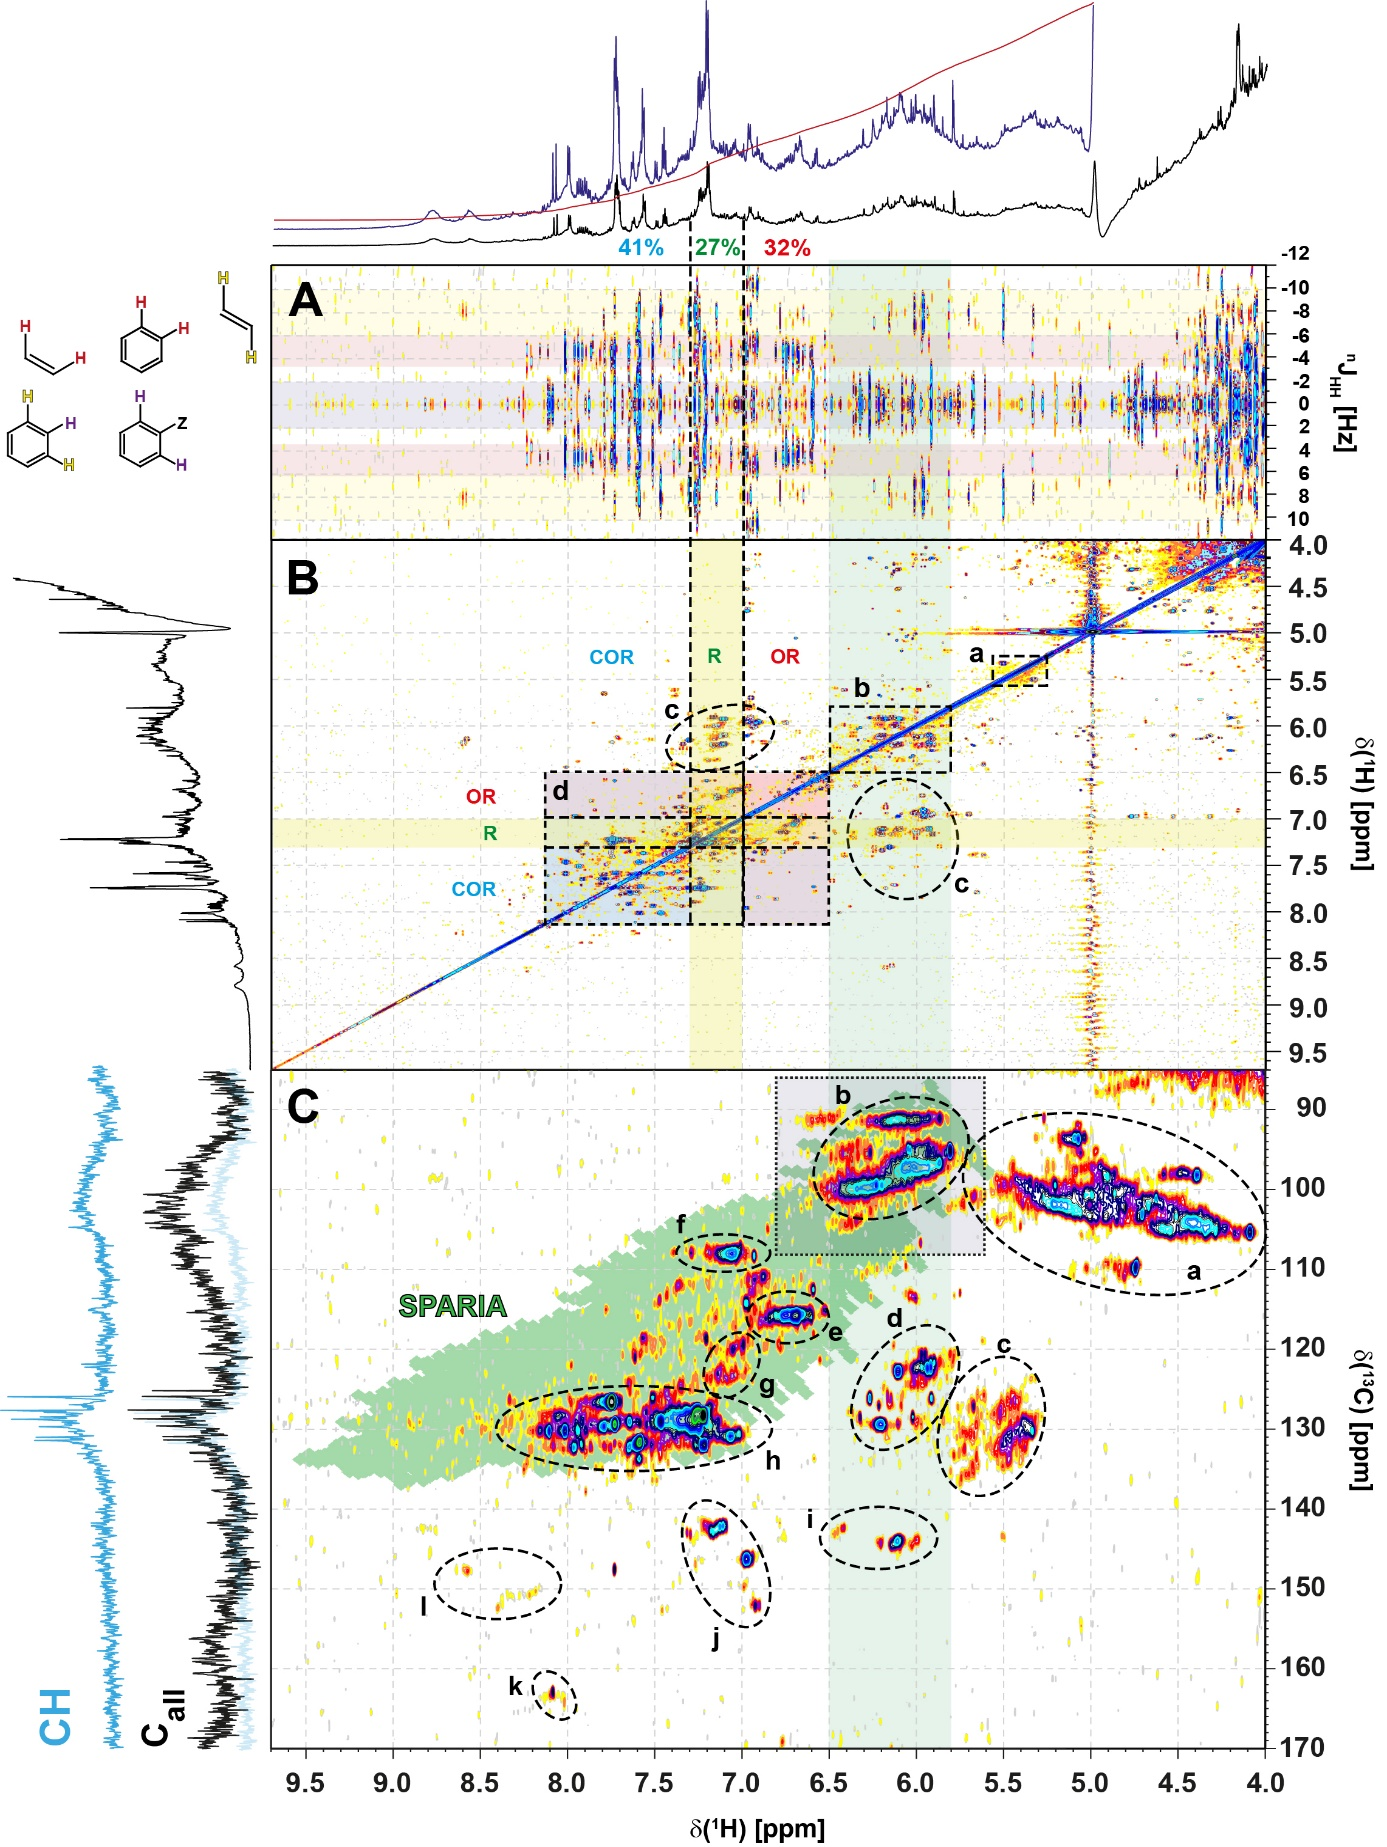 41% 27% 32%
-12
A
-10
-8
-6
-4
-2
0
2
4
6
8
10
ⁿJHH [Hz]
H
H
H
H
H
H
H
H
H
H
Z
H
B
4.0
4.5
5.0
5.5
6.0
6.5
7.0
7.5
8.0
8.5
9.0
9.5
δ(¹H) [ppm]
COR R OR
a
b
c
d
OR
R
COR
c
C
90
100
110
120
130
140
150
160
170
δ(¹³C) [ppm]
b
f
a
SPARIA
e
d
c
g
h
i
j
l
k
CH
Call
9.5 9.0 8.5 8.0 7.5 7.0 6.5 6.0 5.5 5.0 4.5 4.0
δ(¹H) [ppm]